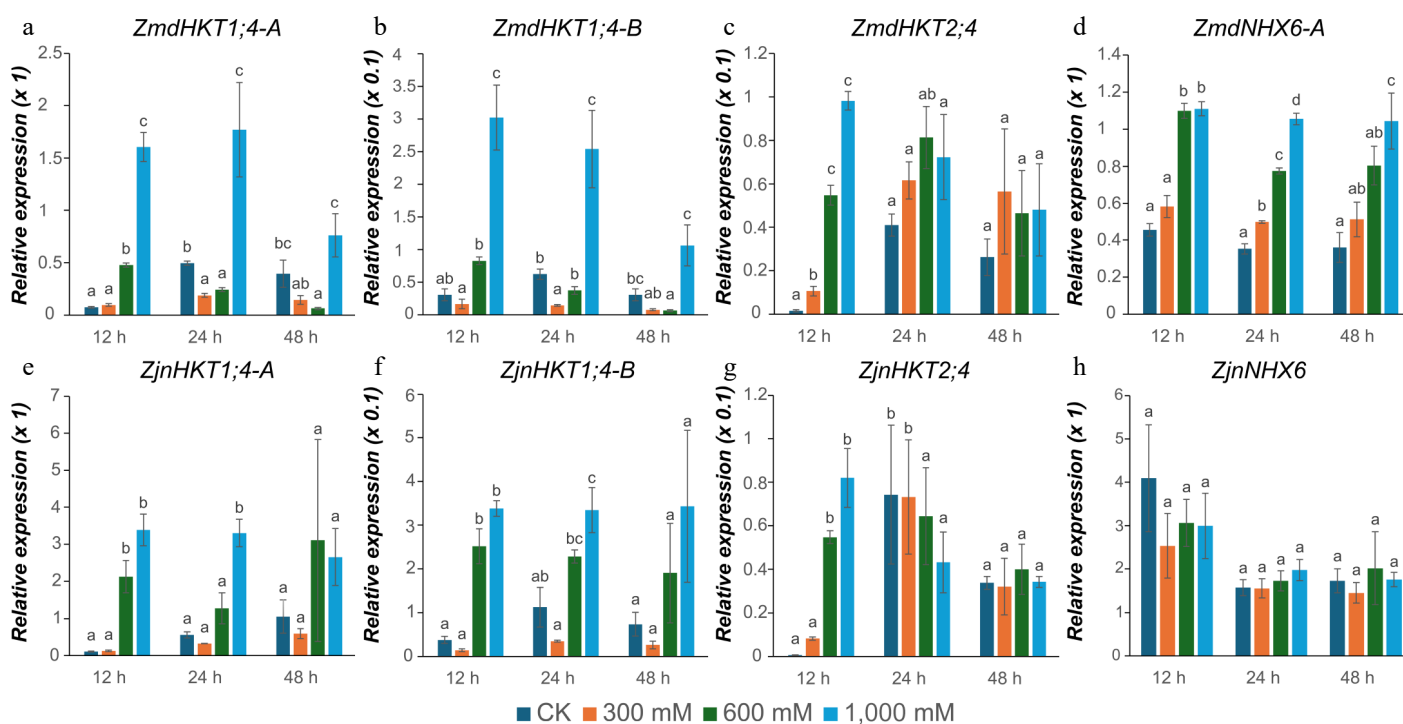 a ZmdHKT1;4-A
Relative expression (x 1)
2.5
2
1.5
1
0.5
0
a a b c
b a a c
bc ab a c
12 h 24 h 48 h
b ZmdHKT1;4-B
Relative expression (x 0.1)
4
3.5
3
2.5
2
1.5
1
0.5
0
ab a b c
b a b c
bc ab a c
12 h 24 h 48 h
c ZmdHKT2;4
Relative expression (x 0.1)
1.2
1
0.8
0.6
0.4
0.2
0
a b c c
a a ab a
a a a a
12 h 24 h 48 h
d ZmdNHX6-A
Relative expression (x 1)
1.4
1.2
1
0.8
0.6
0.4
0.2
0
a a b b
a b c d
a ab ab c
12 h 24 h 48 h
e ZjnHKT1;4-A
Relative expression (x 1)
7
6
5
4
3
2
1
0
a a b b
a a a b
a a a a
12 h 24 h 48 h
f ZjnHKT1;4-B
Relative expression (x 0.1)
6
5
4
3
2
1
0
a a b b
ab a bc c
a a a a
12 h 24 h 48 h
g ZjnHKT2;4
Relative expression (x 0.1)
1.2
1
0.8
0.6
0.4
0.2
0
a a b b
b b a a
a a a a
12 h 24 h 48 h
h ZjnNHX6
Relative expression (x 1)
6
5
4
3
2
1
0
a a a a
a a a a
a a a a
12 h 24 h 48 h
CK 300 mM 600 mM 1,000 mM